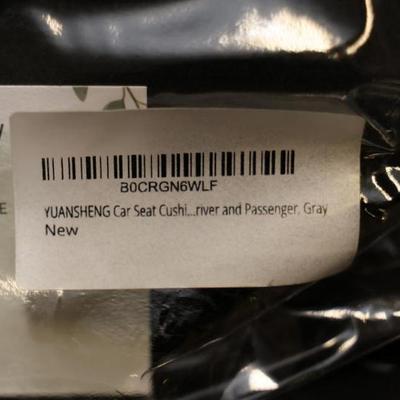 B0CRGN6WLF
YUANSHENG Car Seat Cushi...river and Passenger, Gray
New